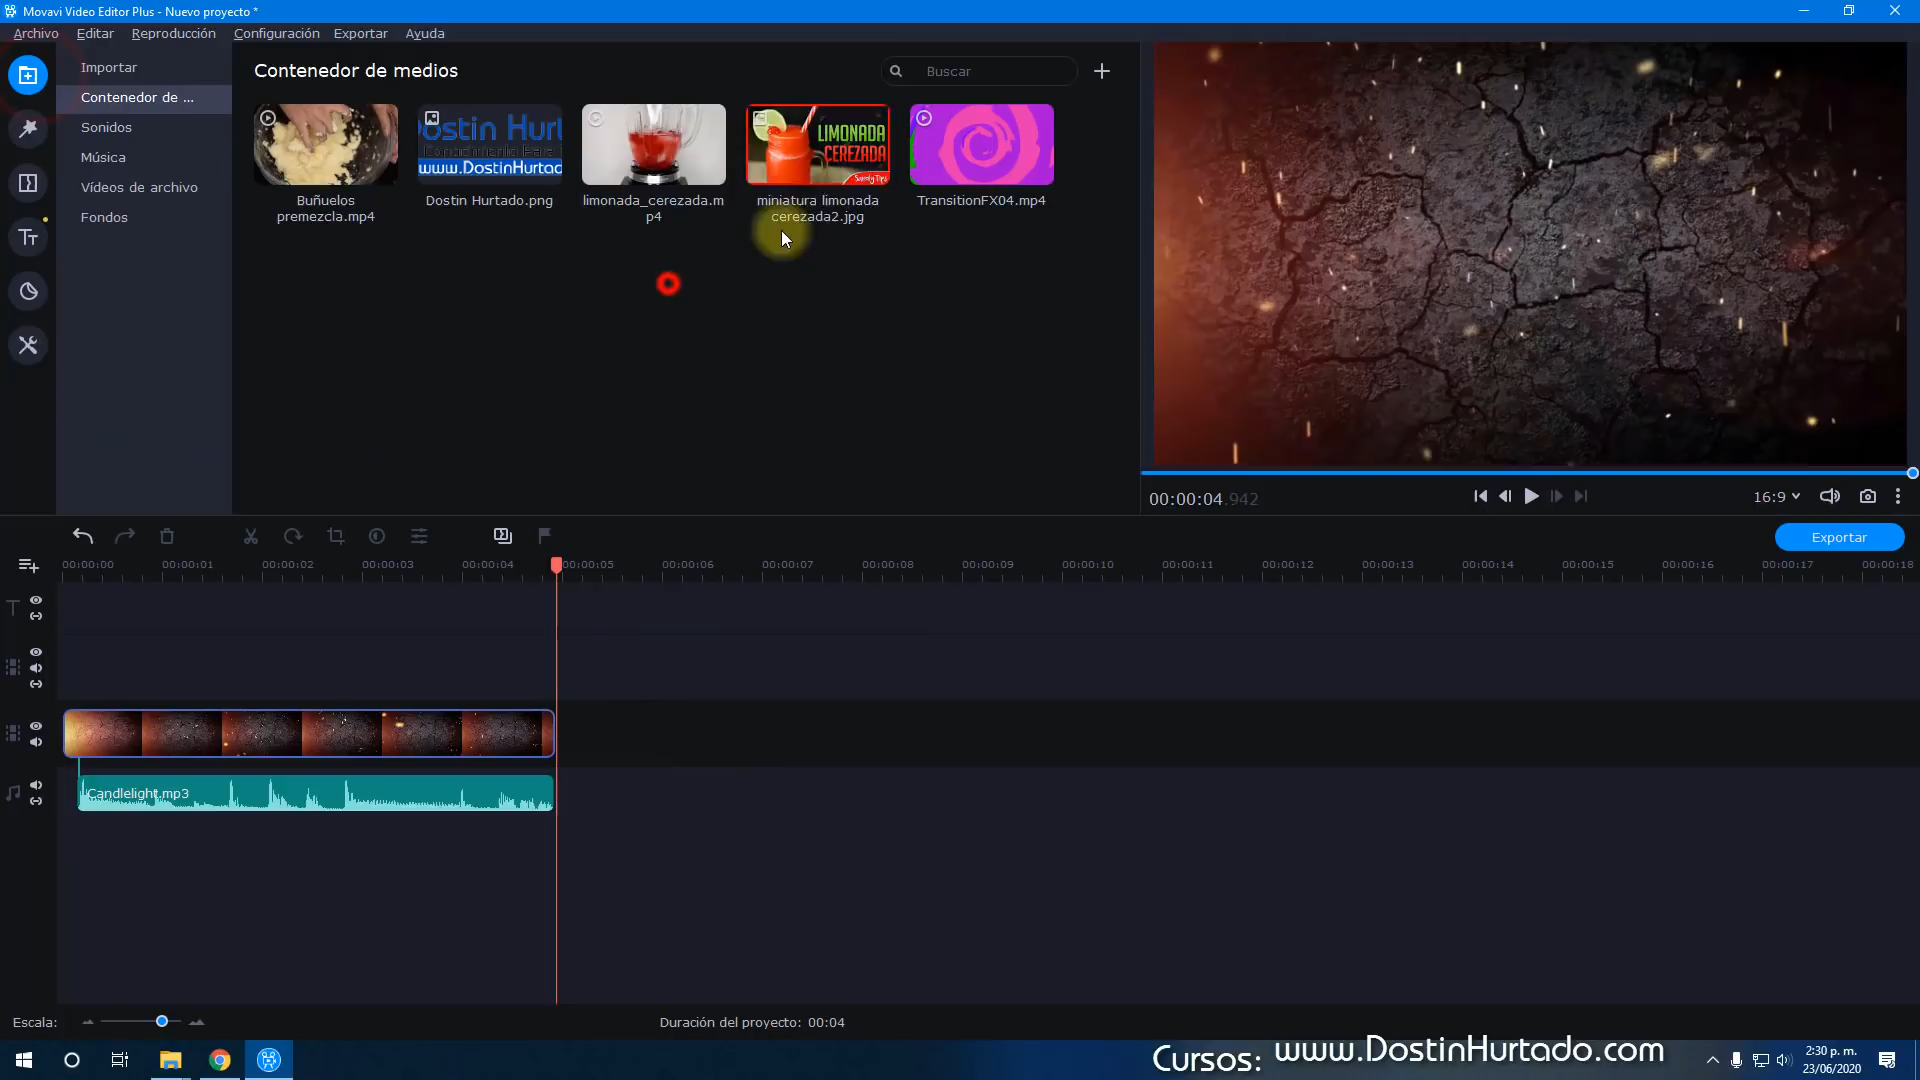 Movavi Video Editor Plus - Nuevo proyecto *
Archivo Editar Reproducción Configuración Exportar Ayuda
Importar
Contenedor de ...
Sonidos
Música
Vídeos de archivo
Fondos
Contenedor de medios
Buscar
Dostin Hurt
www.DostinHurtad
LIMONADA
CEREZADA
Buñuelos
premezcla.mp4
Dostin Hurtado.png
limonada_cerezada.m
p4
miniatura limonada
cerezada2.jpg
TransitionFX04.mp4
00:00:04.942
16:9
Exportar
00:00:00 00:00:01 00:00:02 00:00:03 00:00:04 00:00:05 00:00:06 00:00:07 00:00:08 00:00:09 00:00:10 00:00:11 00:00:12 00:00:13 00:00:14 00:00:15 00:00:16 00:00:17 00:00:18
Candlelight.mp3
Escala:
Duración del proyecto: 00:04
Cursos: www.DostinHurtado.com
2:30 p. m.
23/06/2020